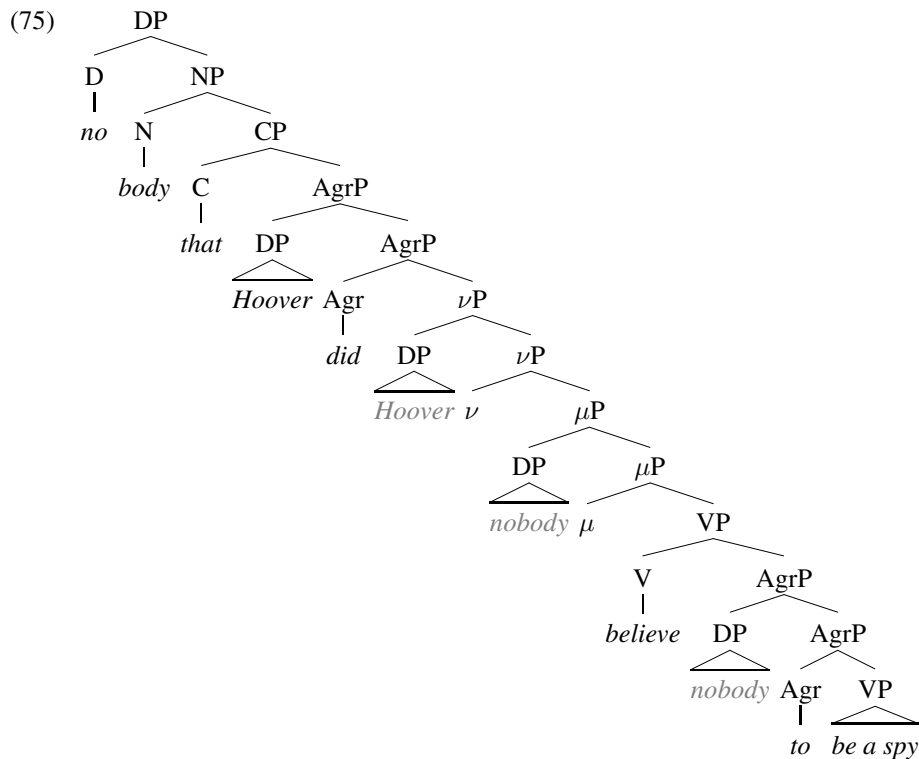 (75) DP
D NP
no N CP
body C AgrP
that DP AgrP
Hoover Agr νP
did DP νP
Hoover ν μP
DP μP
nobody μ VP
V AgrP
believe DP AgrP
nobody Agr VP
to be a spy